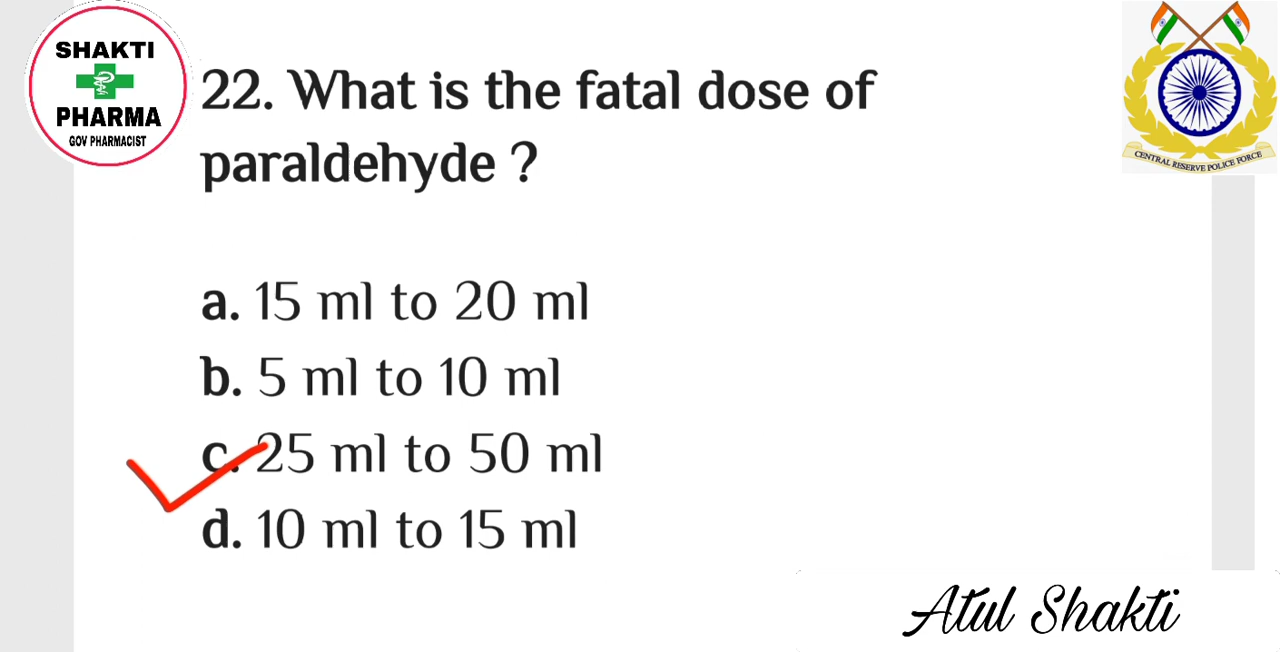 SHAKTI
PHARMA
GOV PHARMACIST
CENTRAL RESERVE POLICE FORCE
22. What is the fatal dose of
paraldehyde ?
a. 15 ml to 20 ml
b. 5 ml to 10 ml
c. 25 ml to 50 ml
d. 10 ml to 15 ml
Atul Shakti